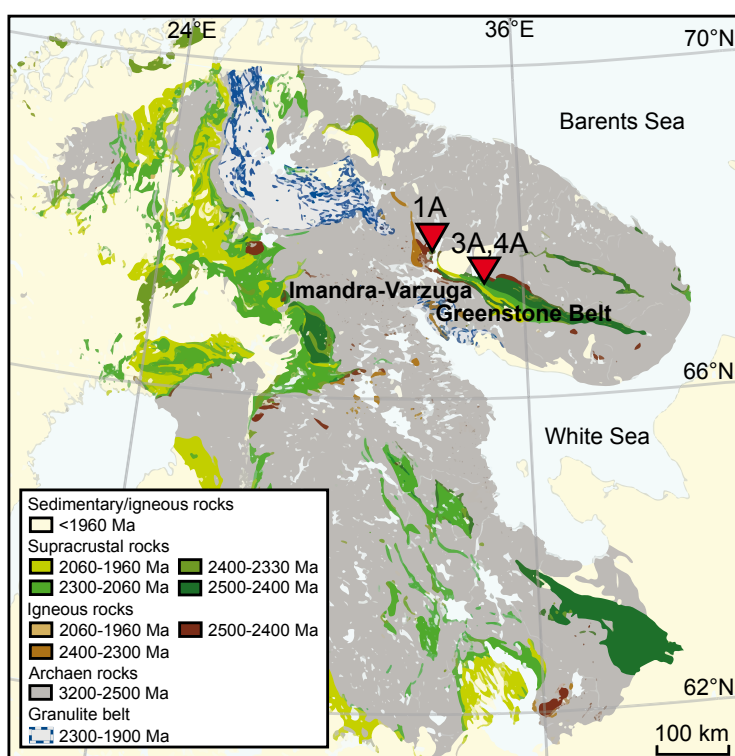 24°E
36°E
70°N
Barents Sea
1A
3A,4A
Imandra-Varzuga
Greenstone Belt
66°N
White Sea
Sedimentary/igneous rocks
<1960 Ma
Supracrustal rocks
2060-1960 Ma
2400-2330 Ma
2300-2060 Ma
2500-2400 Ma
Igneous rocks
2060-1960 Ma
2500-2400 Ma
2400-2300 Ma
Archaen rocks
3200-2500 Ma
Granulite belt
2300-1900 Ma
62°N
100 km